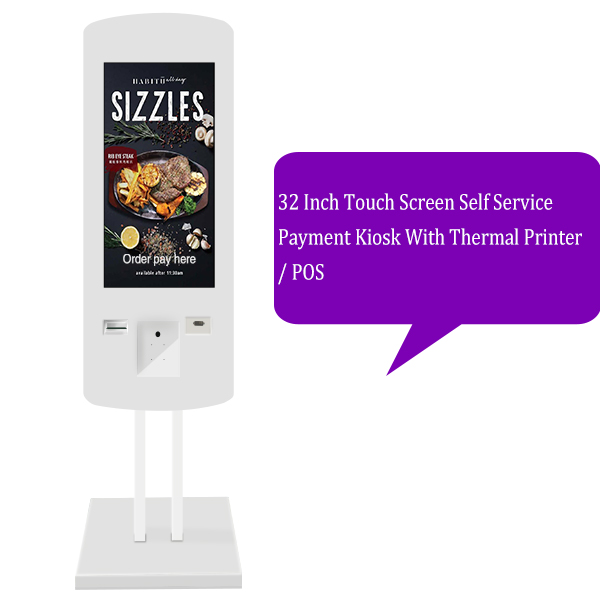 HABITŪ all day
SIZZLES
RIB EYE STEAK
Order pay here
available after 11:30am
32 Inch Touch Screen Self Service
Payment Kiosk With Thermal Printer
/ POS